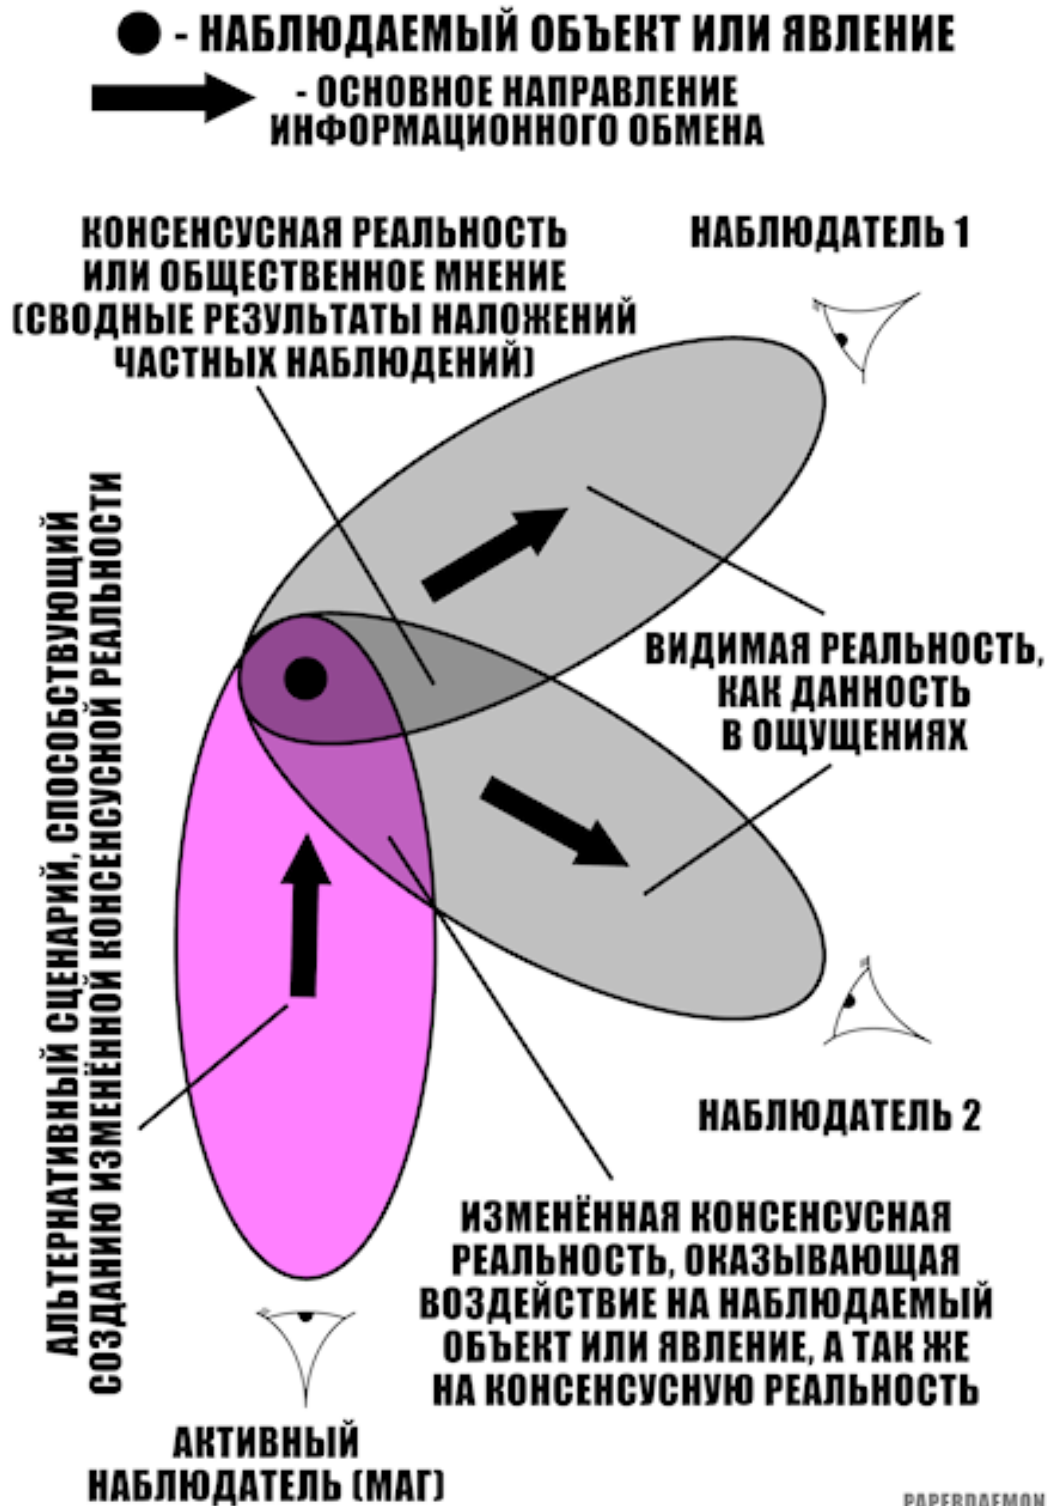 - НАБЛЮДАЕМЫЙ ОБЪЕКТ ИЛИ ЯВЛЕНИЕ
- ОСНОВНОЕ НАПРАВЛЕНИЕ
ИНФОРМАЦИОННОГО ОБМЕНА
КОНСЕНСУСНАЯ РЕАЛЬНОСТЬ
ИЛИ ОБЩЕСТВЕННОЕ МНЕНИЕ
(СВОДНЫЕ РЕЗУЛЬТАТЫ НАЛОЖЕНИЙ
ЧАСТНЫХ НАБЛЮДЕНИЙ)
НАБЛЮДАТЕЛЬ 1
АЛЬТЕРНАТИВНЫЙ СЦЕНАРИЙ, СПОСОБСТВУЮЩИЙ
СОЗДАНИЮ ИЗМЕНЁННОЙ КОНСЕНСУСНОЙ РЕАЛЬНОСТИ
ВИДИМАЯ РЕАЛЬНОСТЬ,
КАК ДАННОСТЬ
В ОЩУЩЕНИЯХ
НАБЛЮДАТЕЛЬ 2
ИЗМЕНЁННАЯ КОНСЕНСУСНАЯ
РЕАЛЬНОСТЬ, ОКАЗЫВАЮЩАЯ
ВОЗДЕЙСТВИЕ НА НАБЛЮДАЕМЫЙ
ОБЪЕКТ ИЛИ ЯВЛЕНИЕ, А ТАК ЖЕ
НА КОНСЕНСУСНУЮ РЕАЛЬНОСТЬ
АКТИВНЫЙ
НАБЛЮДАТЕЛЬ (МАГ)
PAPERDAEMON